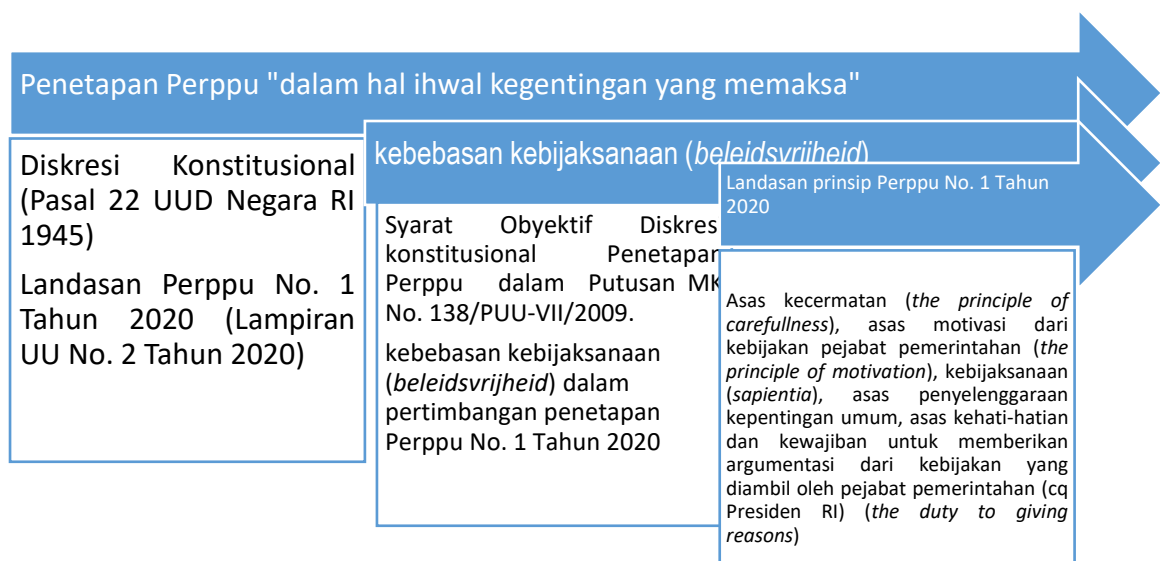 Penetapan Perppu "dalam hal ihwal kegentingan yang memaksa"
Diskresi Konstitusional
(Pasal 22 UUD Negara RI
1945)
Landasan Perppu No. 1
Tahun 2020 (Lampiran
UU No. 2 Tahun 2020)
kebebasan kebijaksanaan (beleidsvrijheid)
Syarat Obyektif Diskres
konstitusional Penetapan
Perppu dalam Putusan MK
No. 138/PUU-VII/2009.
kebebasan kebijaksanaan
(beleidsvrijheid) dalam
pertimbangan penetapan
Perppu No. 1 Tahun 2020
Landasan prinsip Perppu No. 1 Tahun
2020
Asas kecermatan (the principle of
carefullness), asas motivasi dari
kebijakan pejabat pemerintahan (the
principle of motivation), kebijaksanaan
(sapientia), asas penyelenggaraan
kepentingan umum, asas kehati-hatian
dan kewajiban untuk memberikan
argumentasi dari kebijakan yang
diambil oleh pejabat pemerintahan (cq
Presiden RI) (the duty to giving
reasons)